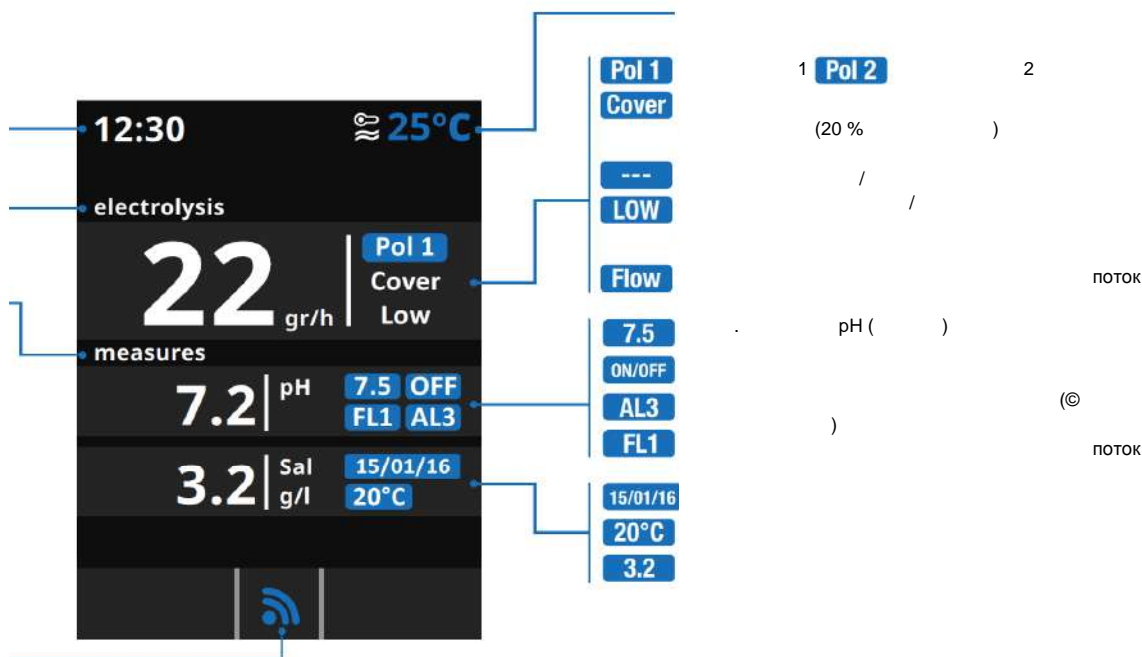 12:30 25°C
electrolysis
22 gr/h
Pol 1
Cover
Low
measures
7.2 pH 7.5 OFF
FL1 AL3
3.2 Sal g/l 15/01/16
20°C
Pol 1 1 Pol 2 2
Cover
(20 % )
--- /
LOW /
Flow поток
7.5 . pH ( )
ON/OFF
AL3 (©
)
FL1 поток
15/01/16
20°C
3.2